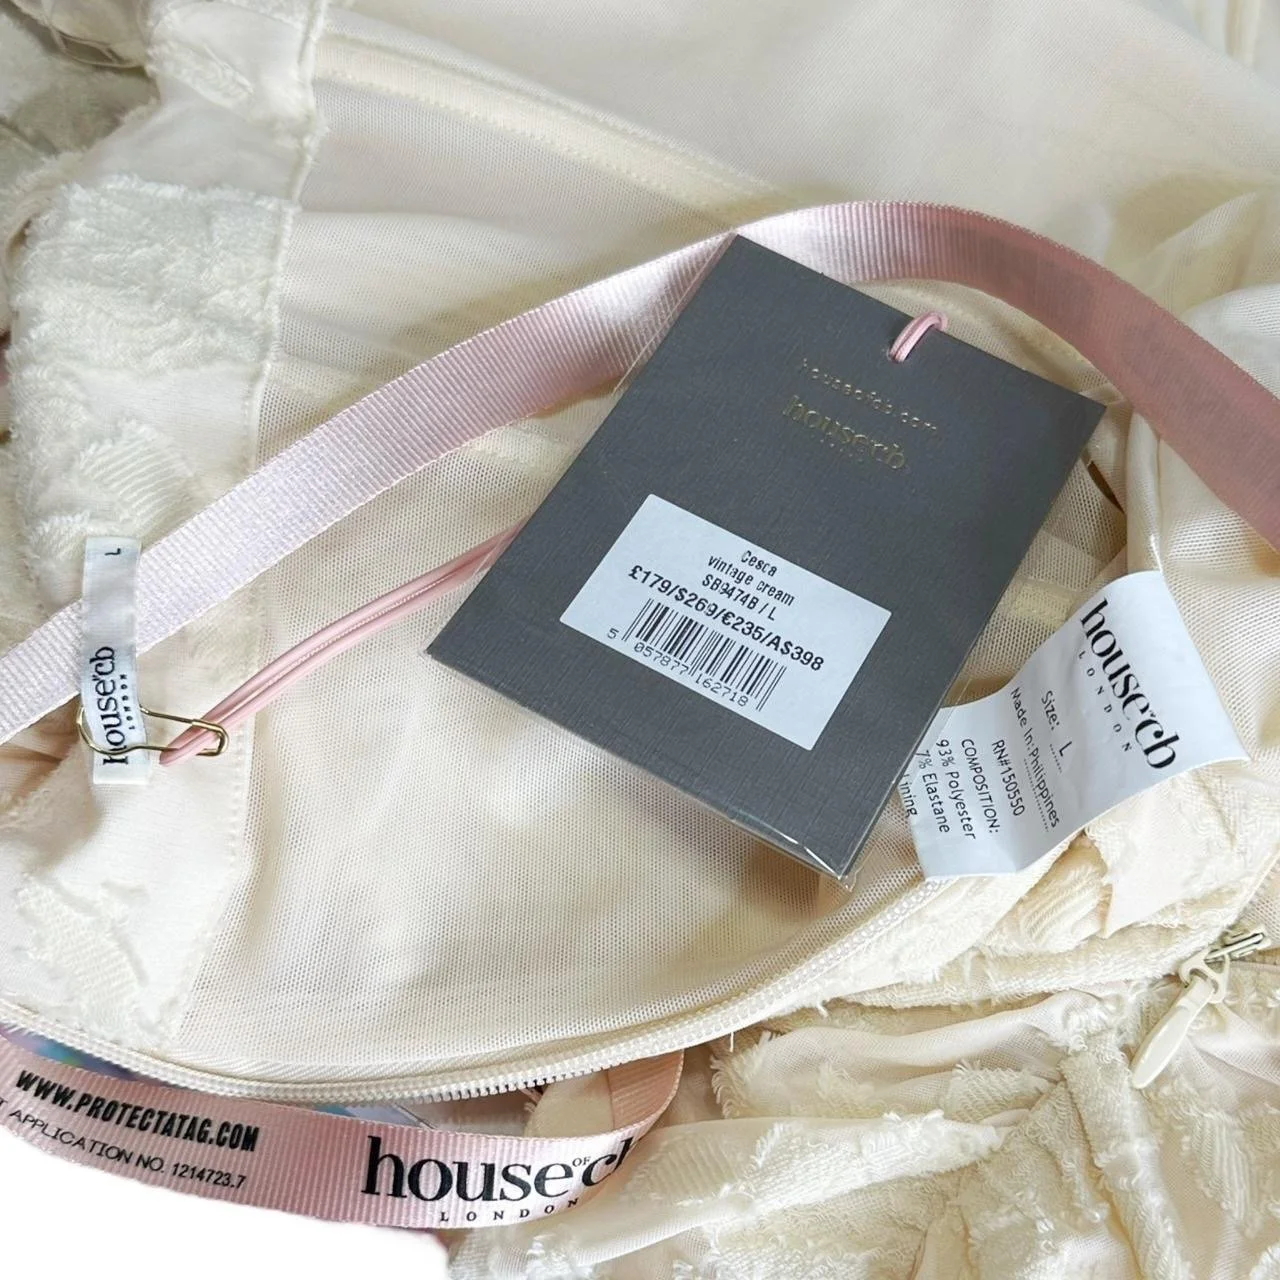 houseofcb.com
house OF cb
LONDON
Cesca
vintage cream
SB9474B / L
£179/$269/€235/A$398
5 057877 162718
L
house OF cb
LONDON
house OF cb
LONDON
Size: L
Made In: Philippines
RN#150550
COMPOSITION:
93% Polyester
7% Elastane
Lining
WWW.PROTECTATAG.COM
APPLICATION NO. 1214723.7
house OF cb
LONDON